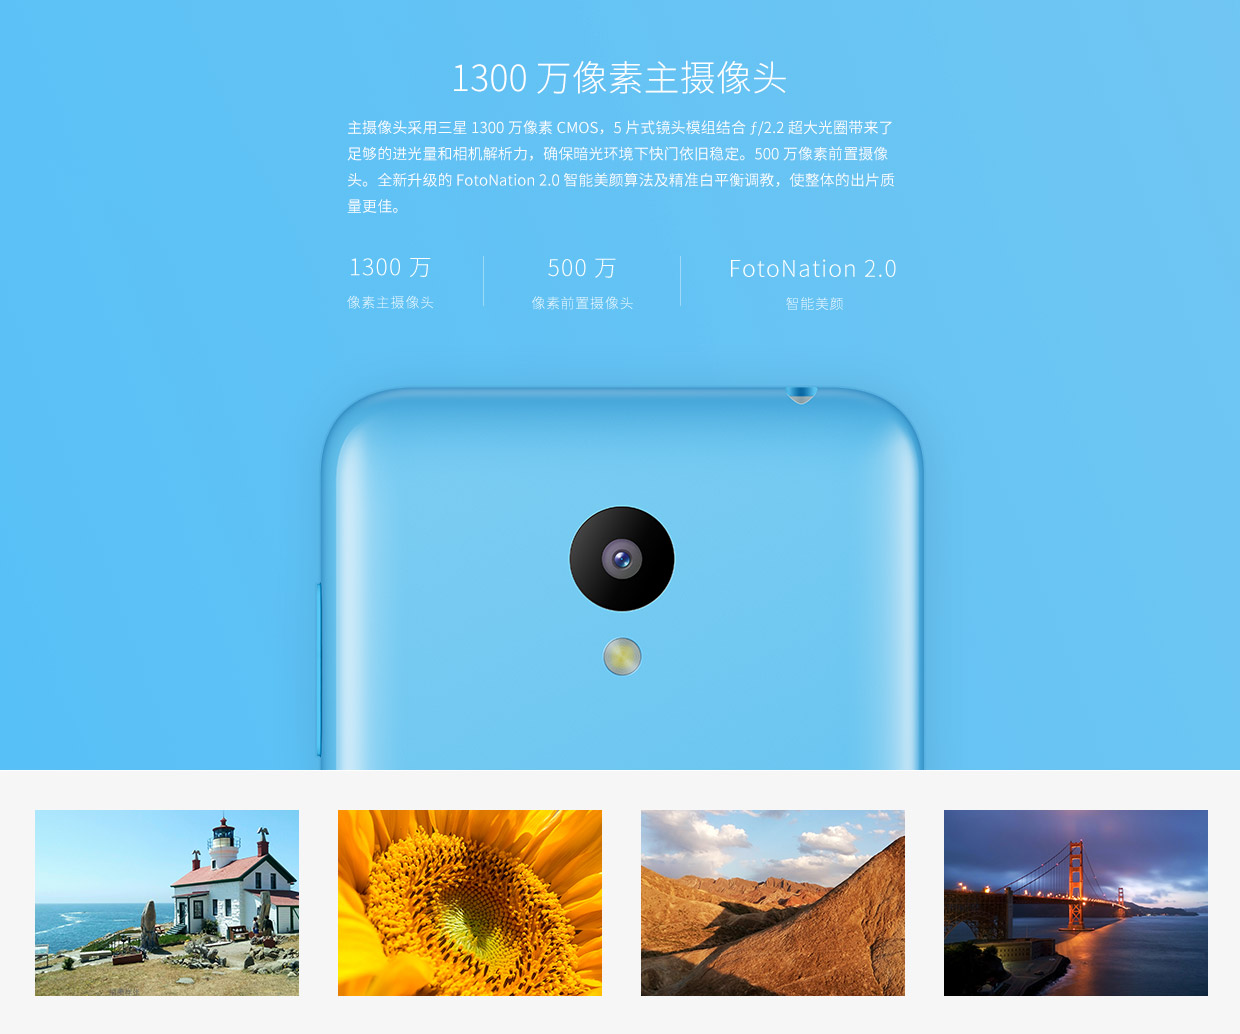 1300 万像素主摄像头
主摄像头采用三星 1300 万像素 CMOS，5 片式镜头模组结合 ƒ/2.2 超大光圈带来了
足够的进光量和相机解析力，确保暗光环境下快门依旧稳定。500 万像素前置摄像
头。全新升级的 FotoNation 2.0 智能美颜算法及精准白平衡调教，使整体的出片质
量更佳。
1300 万
像素主摄像头
500 万
像素前置摄像头
FotoNation 2.0
智能美颜